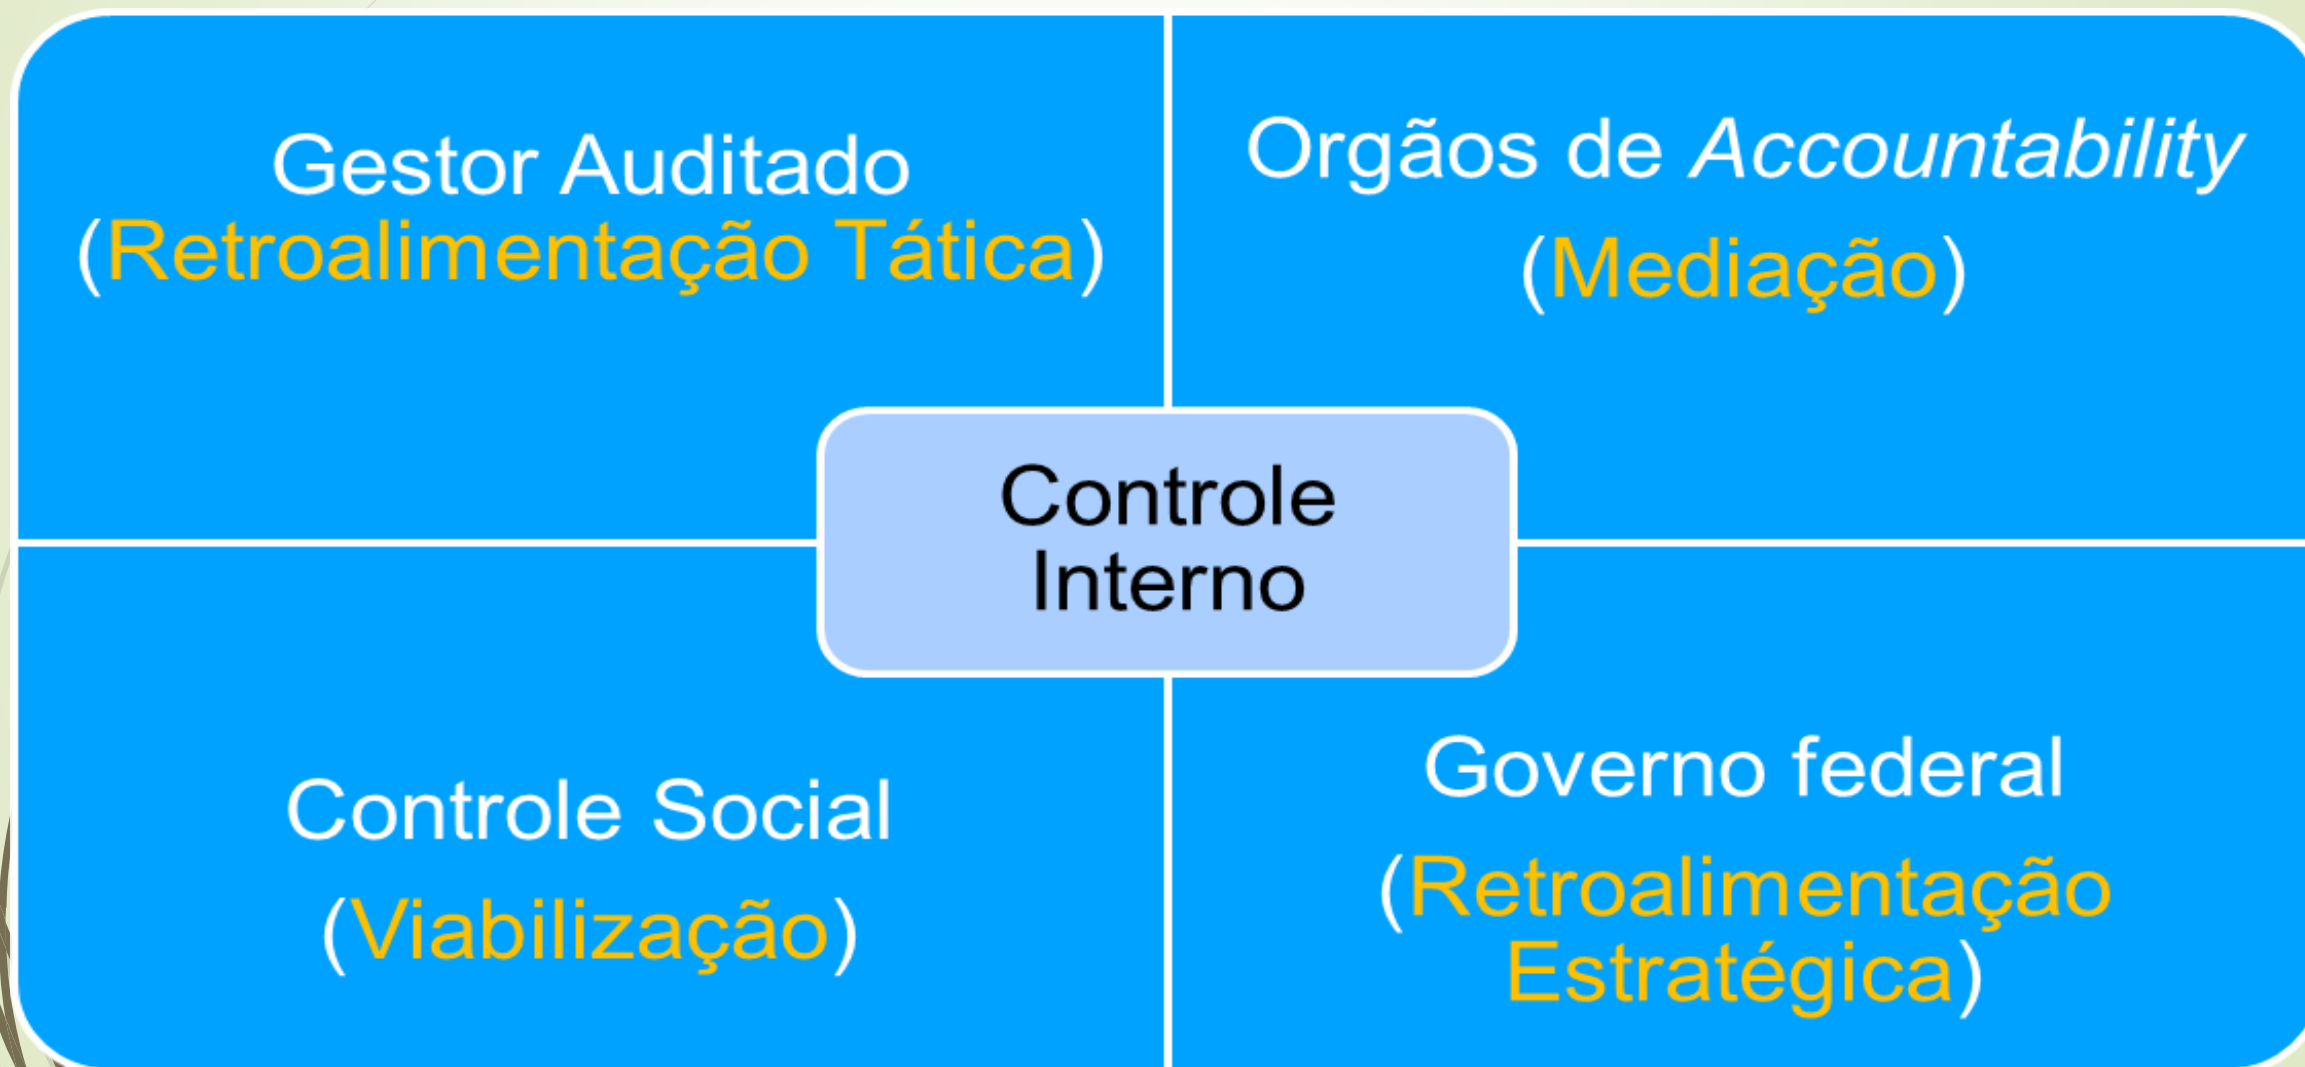 Gestor Auditado
(Retroalimentação Tática)
Orgãos de Accountability
(Mediação)
Controle
Interno
Controle Social
(Viabilização)
Governo federal
(Retroalimentação
Estratégica)